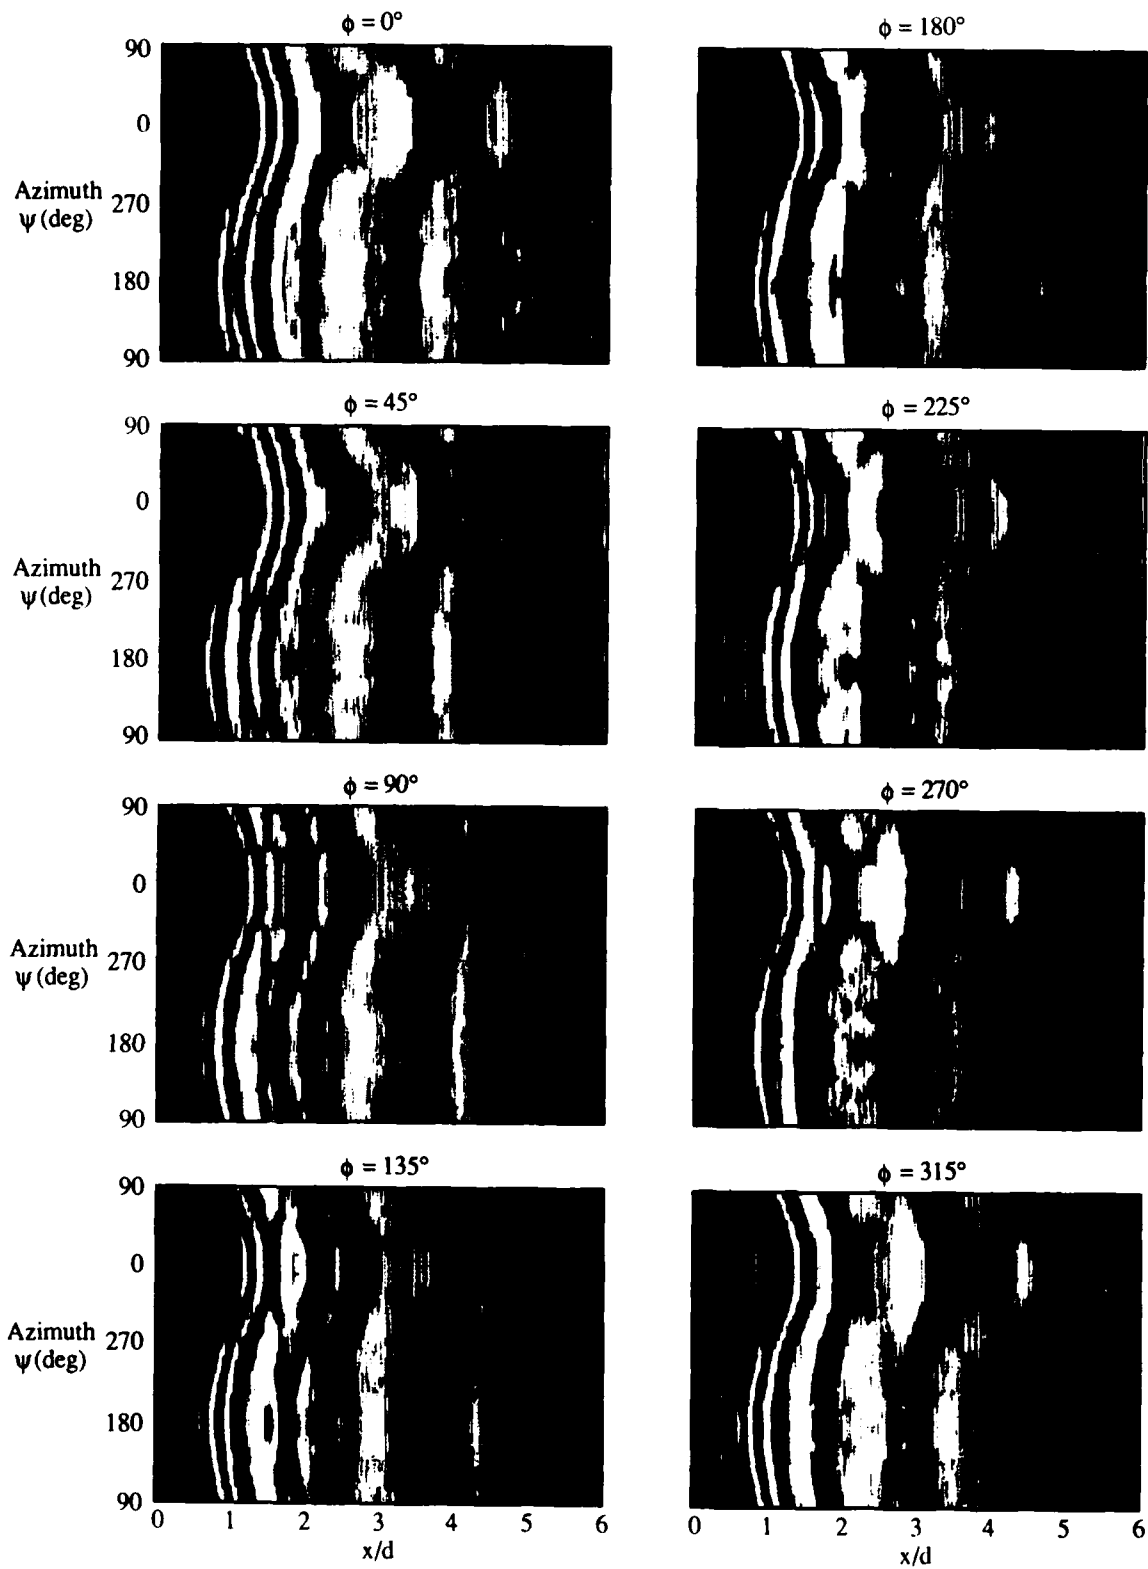 ϕ = 0°
90
0
Azimuth
ψ (deg)
270
180
90
ϕ = 180°
ϕ = 45°
90
0
Azimuth
ψ (deg)
270
180
90
ϕ = 225°
ϕ = 90°
90
0
Azimuth
ψ (deg)
270
180
90
ϕ = 270°
ϕ = 135°
90
0
Azimuth
ψ (deg)
270
180
90
0 1 2 3 4 5 6
x/d
ϕ = 315°
0 1 2 3 4 5 6
x/d